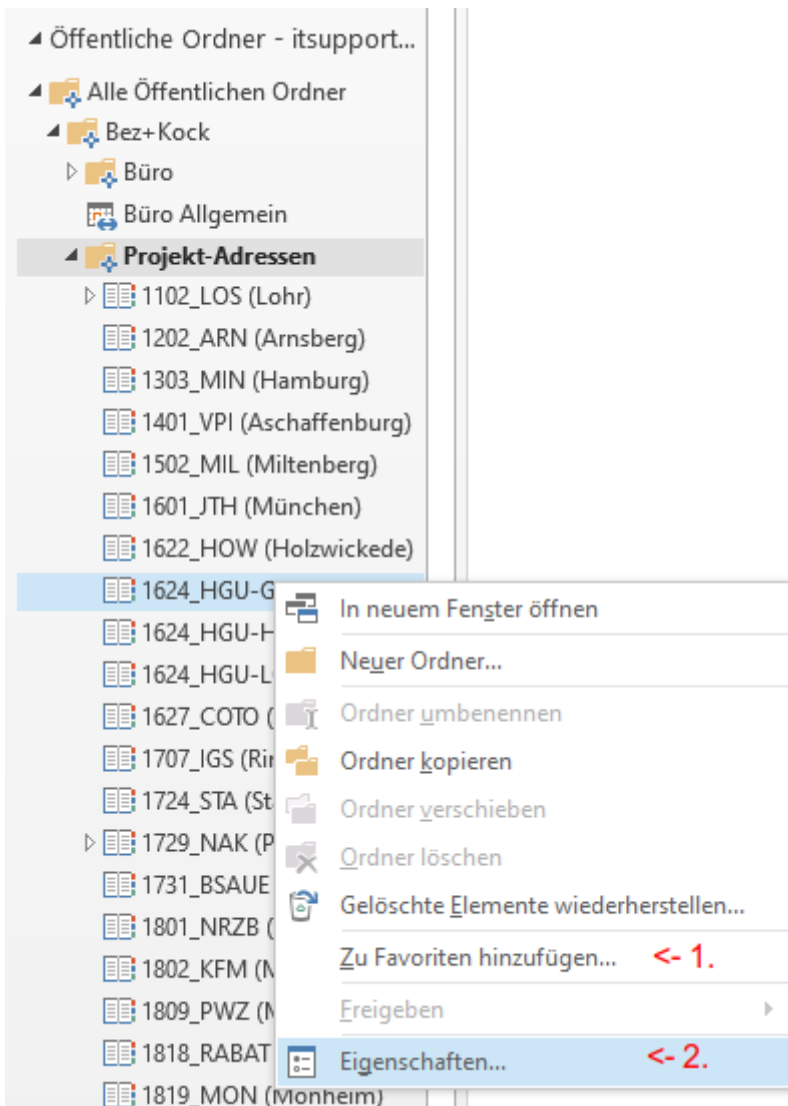 Öffentliche Ordner - itsupport...
Alle Öffentlichen Ordner
Bez+Kock
Büro
Büro Allgemein
Projekt-Adressen
1102_LOS (Lohr)
1202_ARN (Arnsberg)
1303_MIN (Hamburg)
1401_VPI (Aschaffenburg)
1502_MIL (Miltenberg)
1601_JTH (München)
1622_HOW (Holzwickede)
1624_HGU-G
1624_HGU-H
1624_HGU-L
1627_COTO (
1707_IGS (Rin
1724_STA (St
1729_NAK (P
1731_BSAUE
1801_NRZB (
1802_KFM (M
1809_PWZ (M
1818_RABAT
1819_MON (Monheim)
In neuem Fenster öffnen
Neuer Ordner...
Ordner umbenennen
Ordner kopieren
Ordner verschieben
Ordner löschen
Gelöschte Elemente wiederherstellen...
Zu Favoriten hinzufügen... <- 1.
Freigeben
Eigenschaften... <- 2.